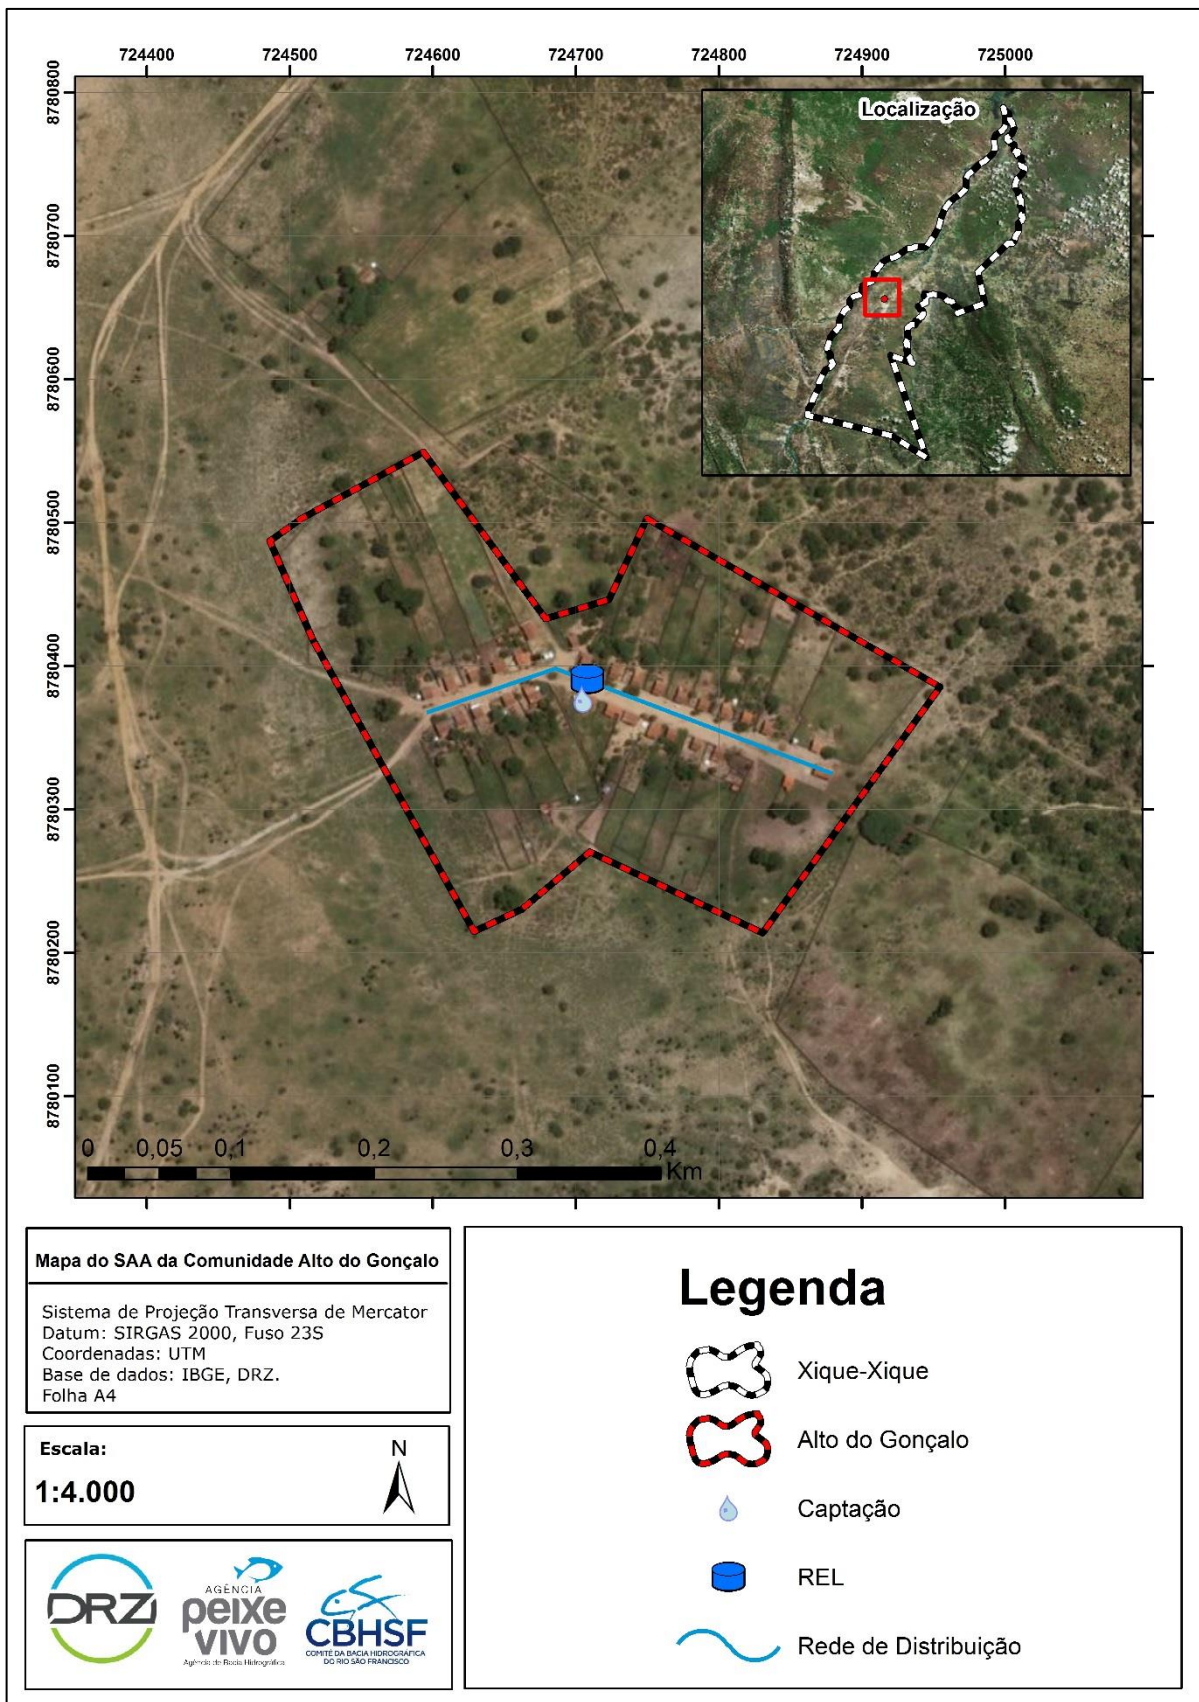 724400 724500 724600 724700 724800 724900 725000
8780800
8780700
8780600
8780500
8780400
8780300
8780200
8780100
Localização
0 0,05 0,1 0,2 0,3 0,4
Km
Mapa do SAA da Comunidade Alto do Gonçalo
Sistema de Projeção Transversa de Mercator
Datum: SIRGAS 2000, Fuso 23S
Coordenadas: UTM
Base de dados: IBGE, DRZ.
Folha A4
Escala:
1:4.000
N
DRZ
AGÊNCIA
peixe
vivo
Agência de Bacia Hidrográfica
CBHSF
COMITÊ DA BACIA HIDROGRÁFICA
DO RIO SÃO FRANCISCO
Legenda
Xique-Xique
Alto do Gonçalo
Captação
REL
Rede de Distribuição